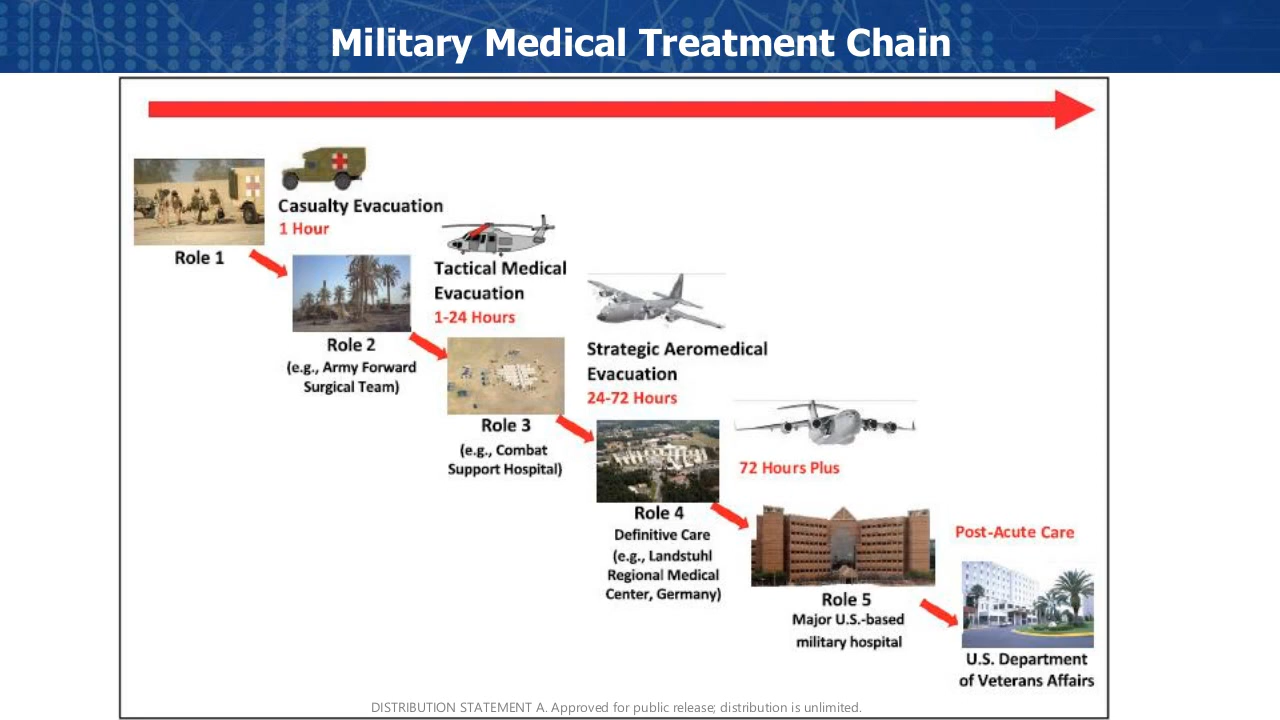 Military Medical Treatment Chain
Casualty Evacuation
1 Hour
Role 1
Tactical Medical
Evacuation
1-24 Hours
Role 2
(e.g., Army Forward
Surgical Team)
Strategic Aeromedical
Evacuation
24-72 Hours
Role 3
(e.g., Combat
Support Hospital)
72 Hours Plus
Role 4
Definitive Care
(e.g., Landstuhl
Regional Medical
Center, Germany)
Post-Acute Care
Role 5
Major U.S.-based
military hospital
U.S. Department
of Veterans Affairs
DISTRIBUTION STATEMENT A. Approved for public release; distribution is unlimited.